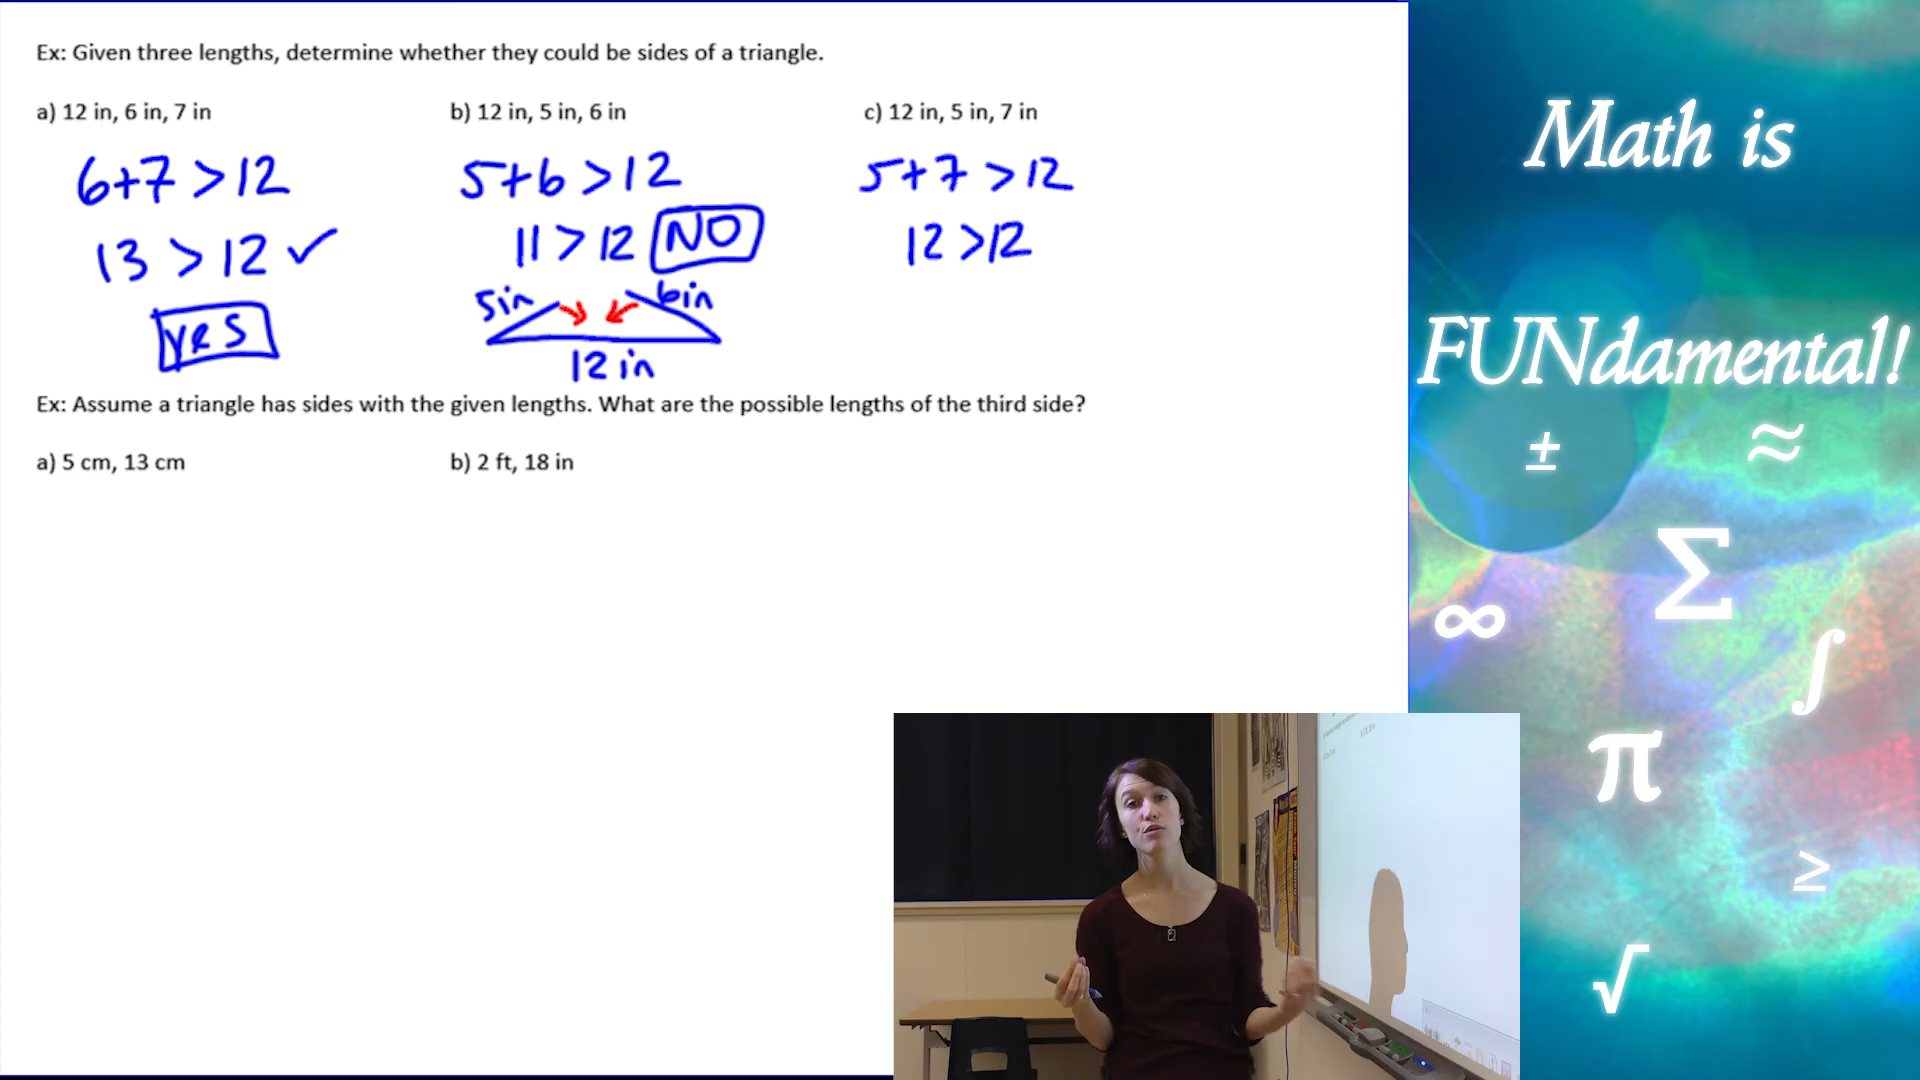 Ex: Given three lengths, determine whether they could be sides of a triangle.
a) 12 in, 6 in, 7 in
b) 12 in, 5 in, 6 in
c) 12 in, 5 in, 7 in
6+7 >12
5+6 >12
5+7 >12
13 > 12 ✓
11 > 12 NO
12 >12
yes
5in
6in
12 in
Ex: Assume a triangle has sides with the given lengths. What are the possible lengths of the third side?
a) 5 cm, 13 cm
b) 2 ft, 18 in
Math is
FUNdamental!
±
≈
Σ
∞
∫
π
≥
√